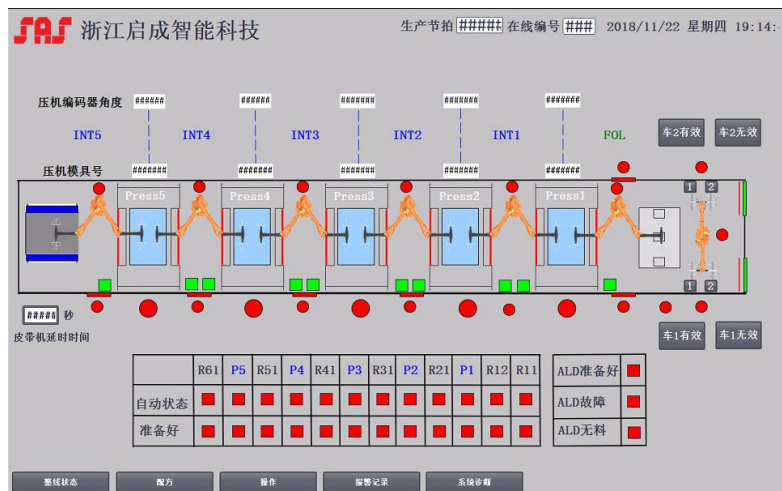 SAS 浙江启成智能科技 生产节拍 ##### 在线编号 ### 2018/11/22 星期四 19:14:
压机编码器角度 ###### ###### ####### ####### #######
INT5 INT4 INT3 INT2 INT1 FOL 车2有效 车2无效
压机模具号 ####### ####### ####### ####### #######
Press5 Press4 Press3 Press2 Press1 1 2
1 2
##### 秒
皮带机延时时间 车1有效 车1无效
R61 P5 R51 P4 R41 P3 R31 P2 R21 P1 R12 R11 ALD准备好
自动状态 ALD故障
准备好 ALD无料
整线状态 配方 操作 报警记录 系统诊断